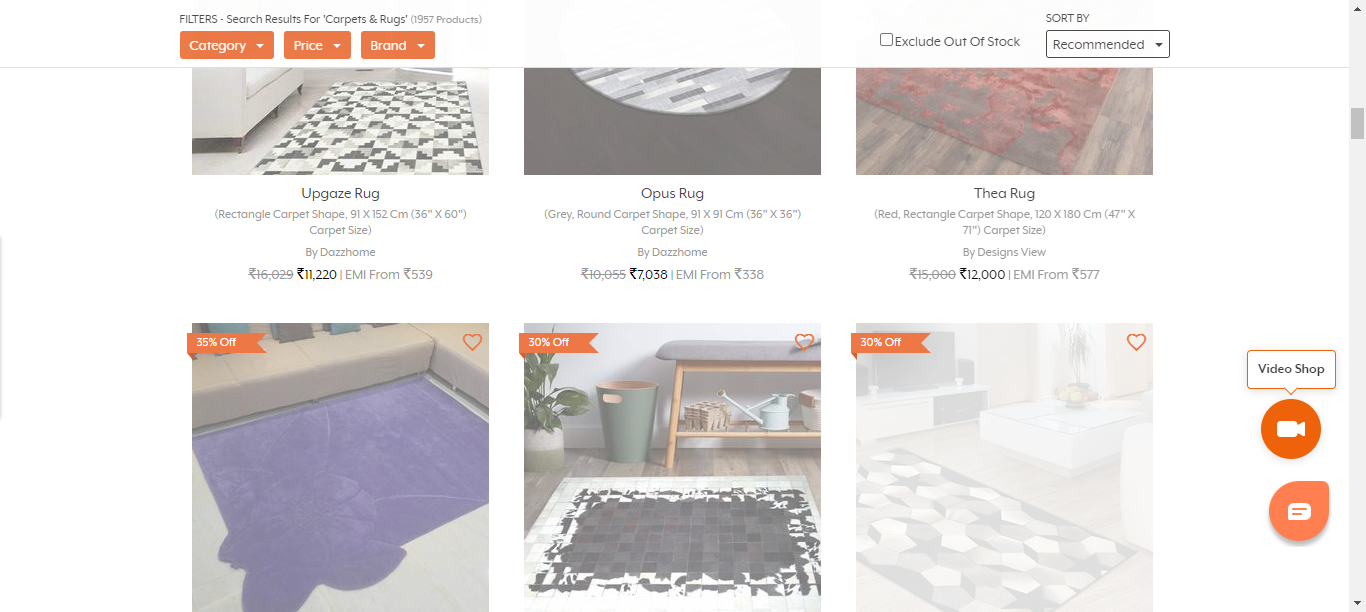 FILTERS - Search Results For 'Carpets & Rugs' (1957 Products)
Category
Price
Brand
Exclude Out Of Stock
SORT BY
Recommended
Upgaze Rug
(Rectangle Carpet Shape, 91 X 152 Cm (36" X 60")
Carpet Size)
By Dazzhome
₹16,029 ₹11,220 | EMI From ₹539
Opus Rug
(Grey, Round Carpet Shape, 91 X 91 Cm (36" X 36")
Carpet Size)
By Dazzhome
₹10,055 ₹7,038 | EMI From ₹338
Thea Rug
(Red, Rectangle Carpet Shape, 120 X 180 Cm (47" X
71") Carpet Size)
By Designs View
₹15,000 ₹12,000 | EMI From ₹577
35% Off
30% Off
30% Off
Video Shop